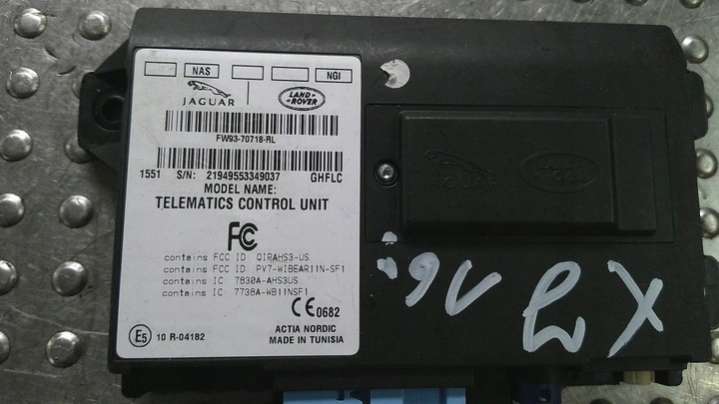 NAS NGI
JAGUAR LAND- -ROVER
FW93-70718-RL
1551 S/N: 21949553349037 GHFLC
MODEL NAME:
TELEMATICS CONTROL UNIT
FC
contains FCC ID QIRAHS3-US
contains FCC ID PV7-WIBEAR11N-SF1
contains IC: 7830A-AHS3US
contains IC: 7738A-WB11NSF1
CE 0682
E5 10 R-04182
ACTIA NORDIC
MADE IN TUNISIA